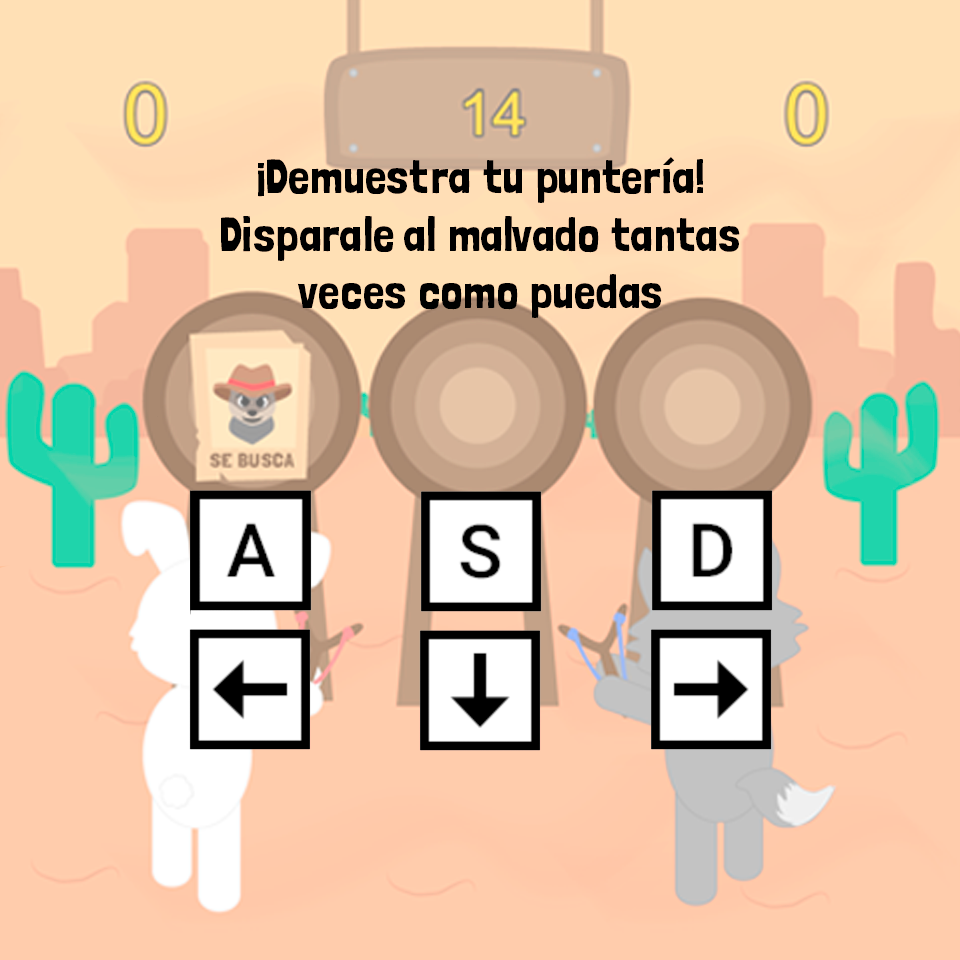 0
14
0
¡Demuestra tu puntería!
Disparale al malvado tantas
veces como puedas
SE BUSCA
A
S
D